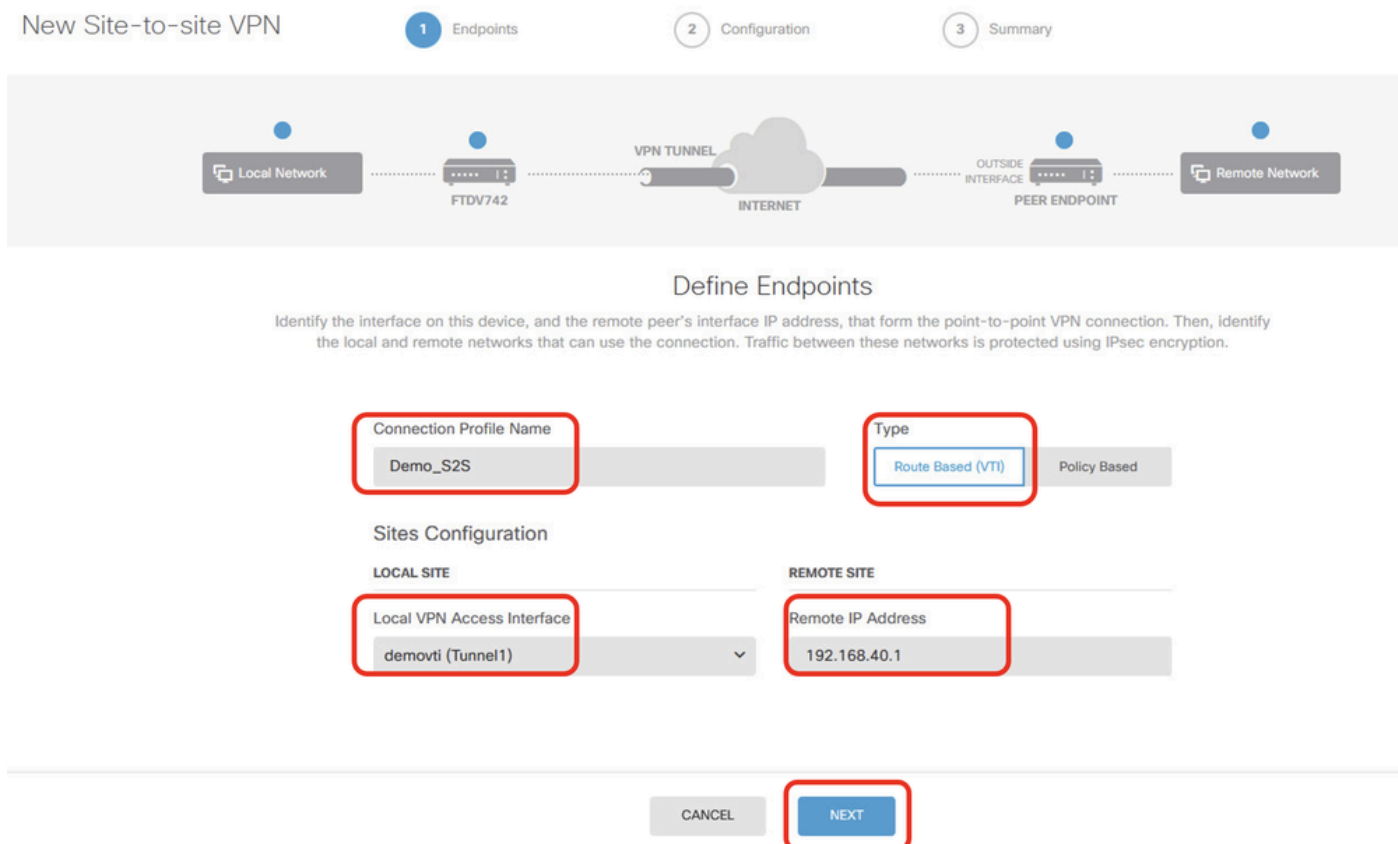 New Site-to-site VPN
1 Endpoints
2 Configuration
3 Summary
Local Network
FTDV742
VPN TUNNEL
INTERNET
OUTSIDE
INTERFACE
PEER ENDPOINT
Remote Network
Define Endpoints
Identify the interface on this device, and the remote peer's interface IP address, that form the point-to-point VPN connection. Then, identify
the local and remote networks that can use the connection. Traffic between these networks is protected using IPsec encryption.
Connection Profile Name
Demo_S2S
Type
Route Based (VTI)
Policy Based
Sites Configuration
LOCAL SITE
REMOTE SITE
Local VPN Access Interface
demovti (Tunnel1)
Remote IP Address
192.168.40.1
CANCEL
NEXT